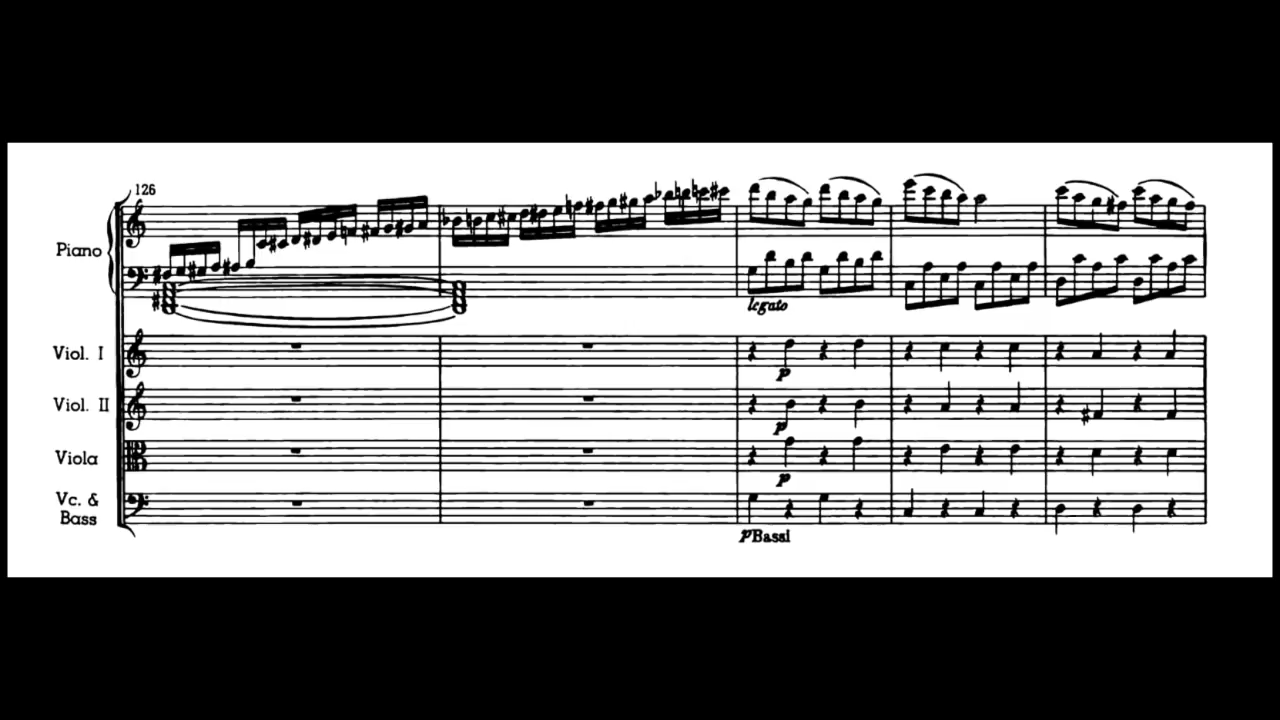 126
Piano
legato
Viol. I
p
Viol. II
p
Viola
p
Vc. &
Bass
p Bassi